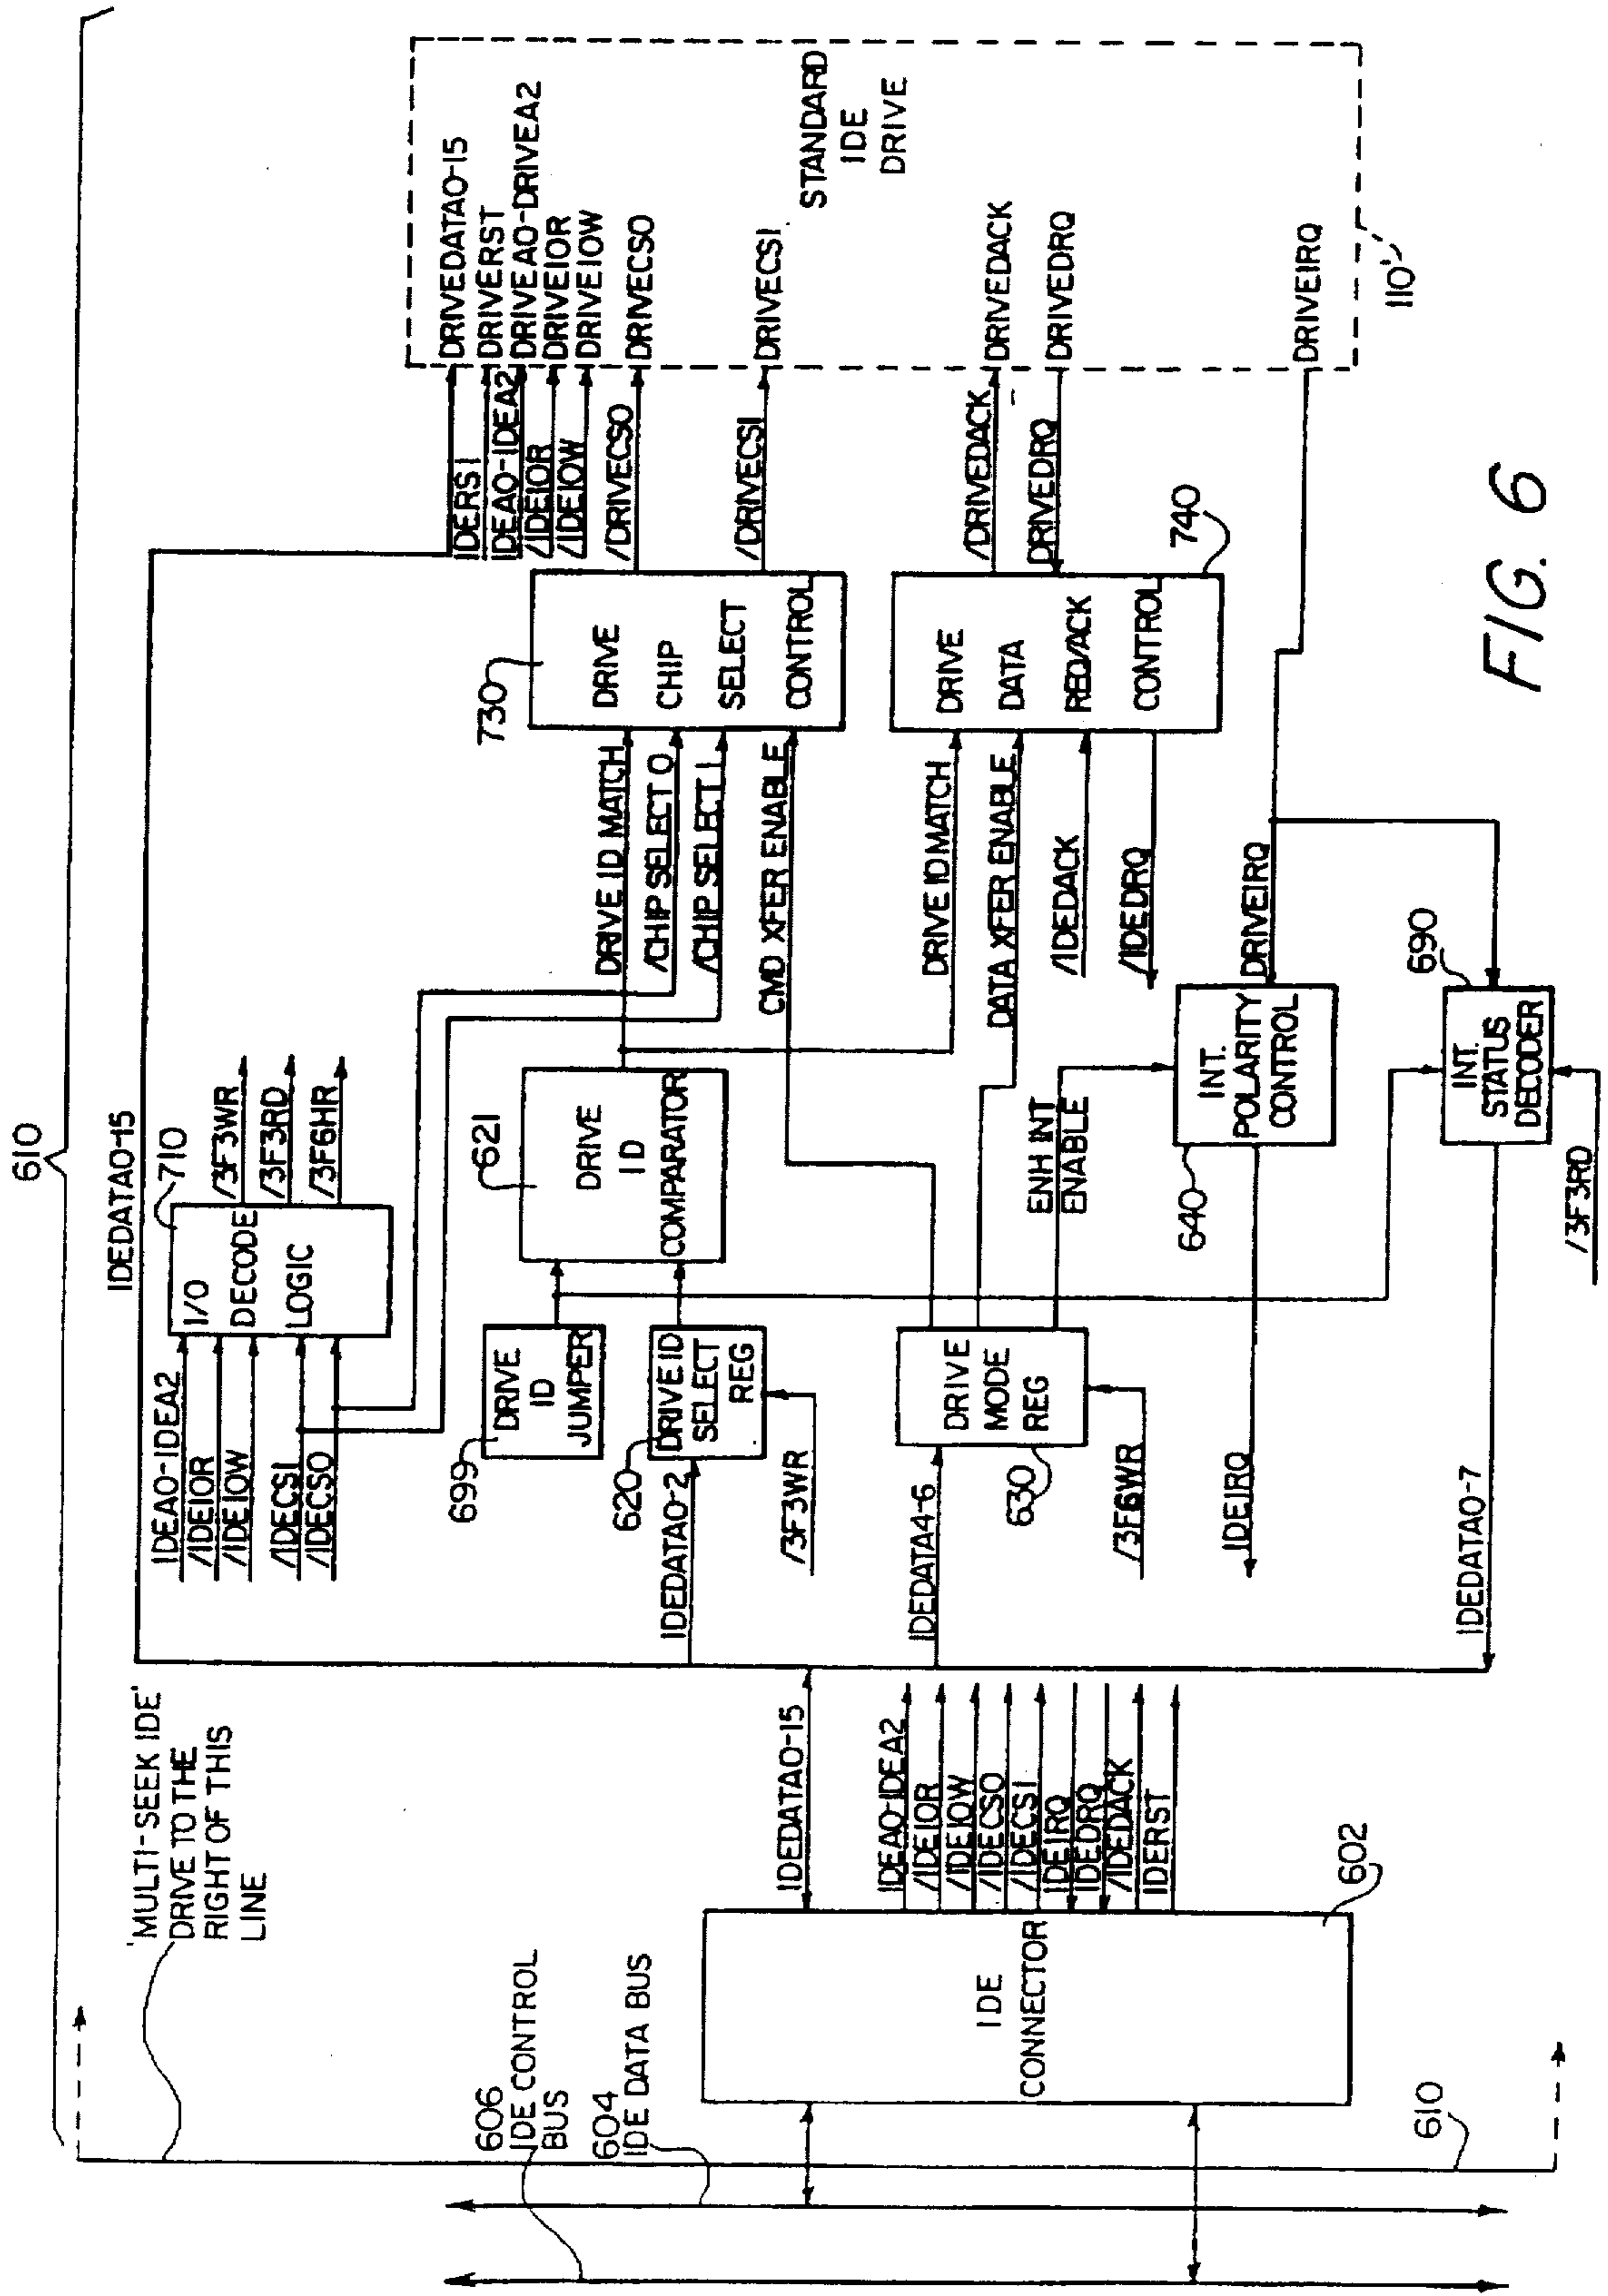 610
'MULTI-SEEK IDE'
DRIVE TO THE
RIGHT OF THIS
LINE
606
IDE CONTROL
BUS
604
IDE DATA BUS
610
IDE
CONNECTOR
602
IDEDATA0-15
IDEA0-IDEA2
/IDEIOR
/IDEIOW
/IDECS0
/IDECS1
IDEIRQ
IDEDRQ
/IDEDACK
IDERST
IDEDATA0-15
IDEA0-IDEA2
/IDEIOR
/IDEIOW
/IDECS1
/IDECS0
710
I/O
DECODE
LOGIC
/3F3WR
/3F3RD
/3F6HR
699
DRIVE
ID
JUMPER
620
DRIVE ID
SELECT
REG
IDEDATA0-2
/3F3WR
621
DRIVE
ID
COMPARATOR
IDEDATA4-6
DRIVE
MODE
REG
630
/3F6WR
DRIVE ID MATCH
/CHIP SELECT 0
/CHIP SELECT 1
CMD XFER ENABLE
730
DRIVE
CHIP
SELECT
CONTROL
DRIVE ID MATCH
DATA XFER ENABLE
/IDEDACK
/IDEDRQ
DRIVE
DATA
REQ/ACK
CONTROL
740
ENH INT
ENABLE
640
INT.
POLARITY
CONTROL
DRIVEIRQ
IDEIRQ
690
INT.
STATUS
DECODER
/3F3RD
IDEDATA0-7
IDERST
IDEA0-IDEA2
/IDEIOR
/IDEIOW
/DRIVECS0
/DRIVECS1
/DRIVEDACK
DRIVEDRQ
DRIVEDATA0-15
DRIVERST
DRIVEA0-DRIVEA2
DRIVEIOR
DRIVEIOW
DRIVECS0
DRIVECS1
DRIVEDACK
DRIVEDRQ
DRIVEIRQ
STANDARD
IDE
DRIVE
110'
FIG. 6